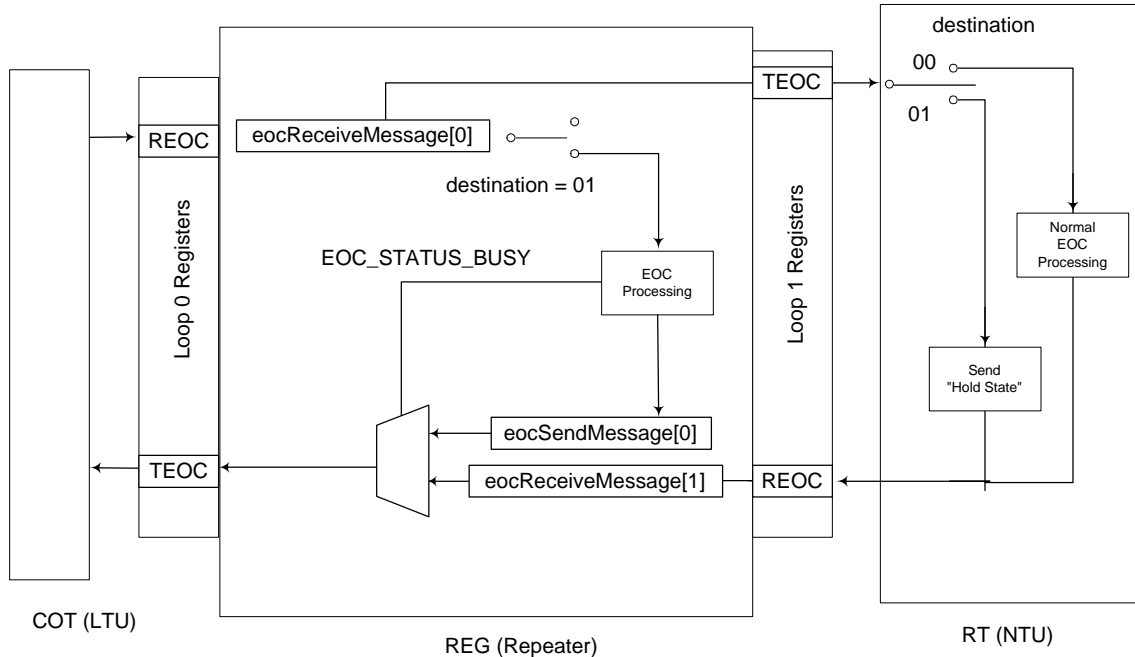 destination
00
01
TEOC
REOC
eocReceiveMessage[0]
destination = 01
Loop 0 Registers
Loop 1 Registers
EOC_STATUS_BUSY
EOC
Processing
Normal
EOC
Processing
Send
"Hold State"
eocSendMessage[0]
TEOC
eocReceiveMessage[1]
REOC
COT (LTU)
REG (Repeater)
RT (NTU)